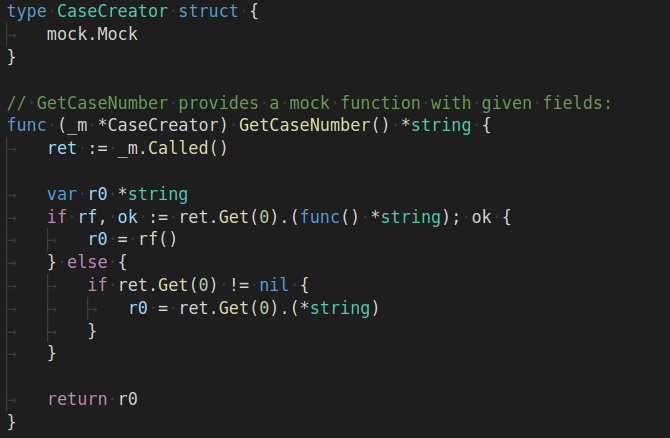 type CaseCreator struct {
	mock.Mock
}

// GetCaseNumber provides a mock function with given fields:
func (_m *CaseCreator) GetCaseNumber() *string {
	ret := _m.Called()

	var r0 *string
	if rf, ok := ret.Get(0).(func() *string); ok {
		r0 = rf()
	} else {
		if ret.Get(0) != nil {
			r0 = ret.Get(0).(*string)
		}
	}

	return r0
}